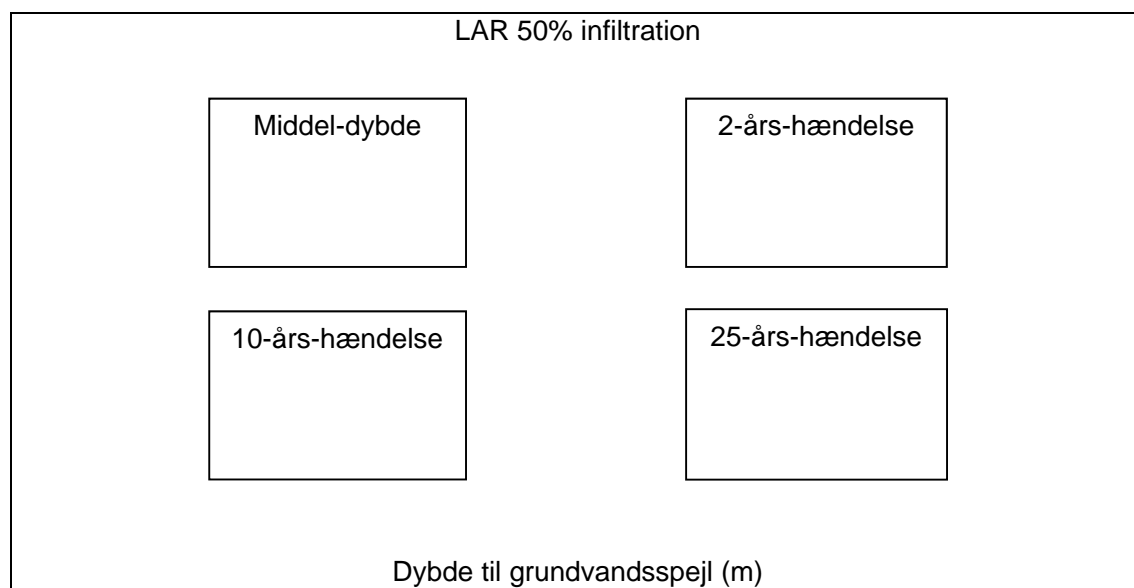 LAR 50% infiltration
Middel-dybde
2-års-hændelse
10-års-hændelse
25-års-hændelse
Dybde til grundvandsspejl (m)